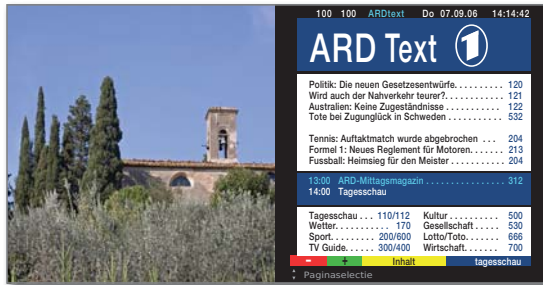 100 100 ARDtext Do 07.09.06 14:14:42
ARD Text 1
Politik: Die neuen Gesetzesentwürfe.......... 120
Wird auch der Nahverkehr teurer?.......... 121
Australien: Keine Zugeständnisse .......... 122
Tote bei Zugunglück in Schweden .......... 532
Tennis: Auftaktmatch wurde abgebrochen ... 204
Formel 1: Neues Reglement für Motoren....... 213
Fussball: Heimsieg für den Meister .......... 204
13:00 ARD-Mittagsmagazin ............... 312
14:00 Tagesschau
Tagesschau ... 110/112 Kultur .......... 500
Wetter.......... 170 Gesellschaft ....... 530
Sport......... 200/600 Lotto/Toto........ 666
TV Guide...... 300/400 Wirtschaft....... 700
- + Inhalt tagesschau
Paginaselectie